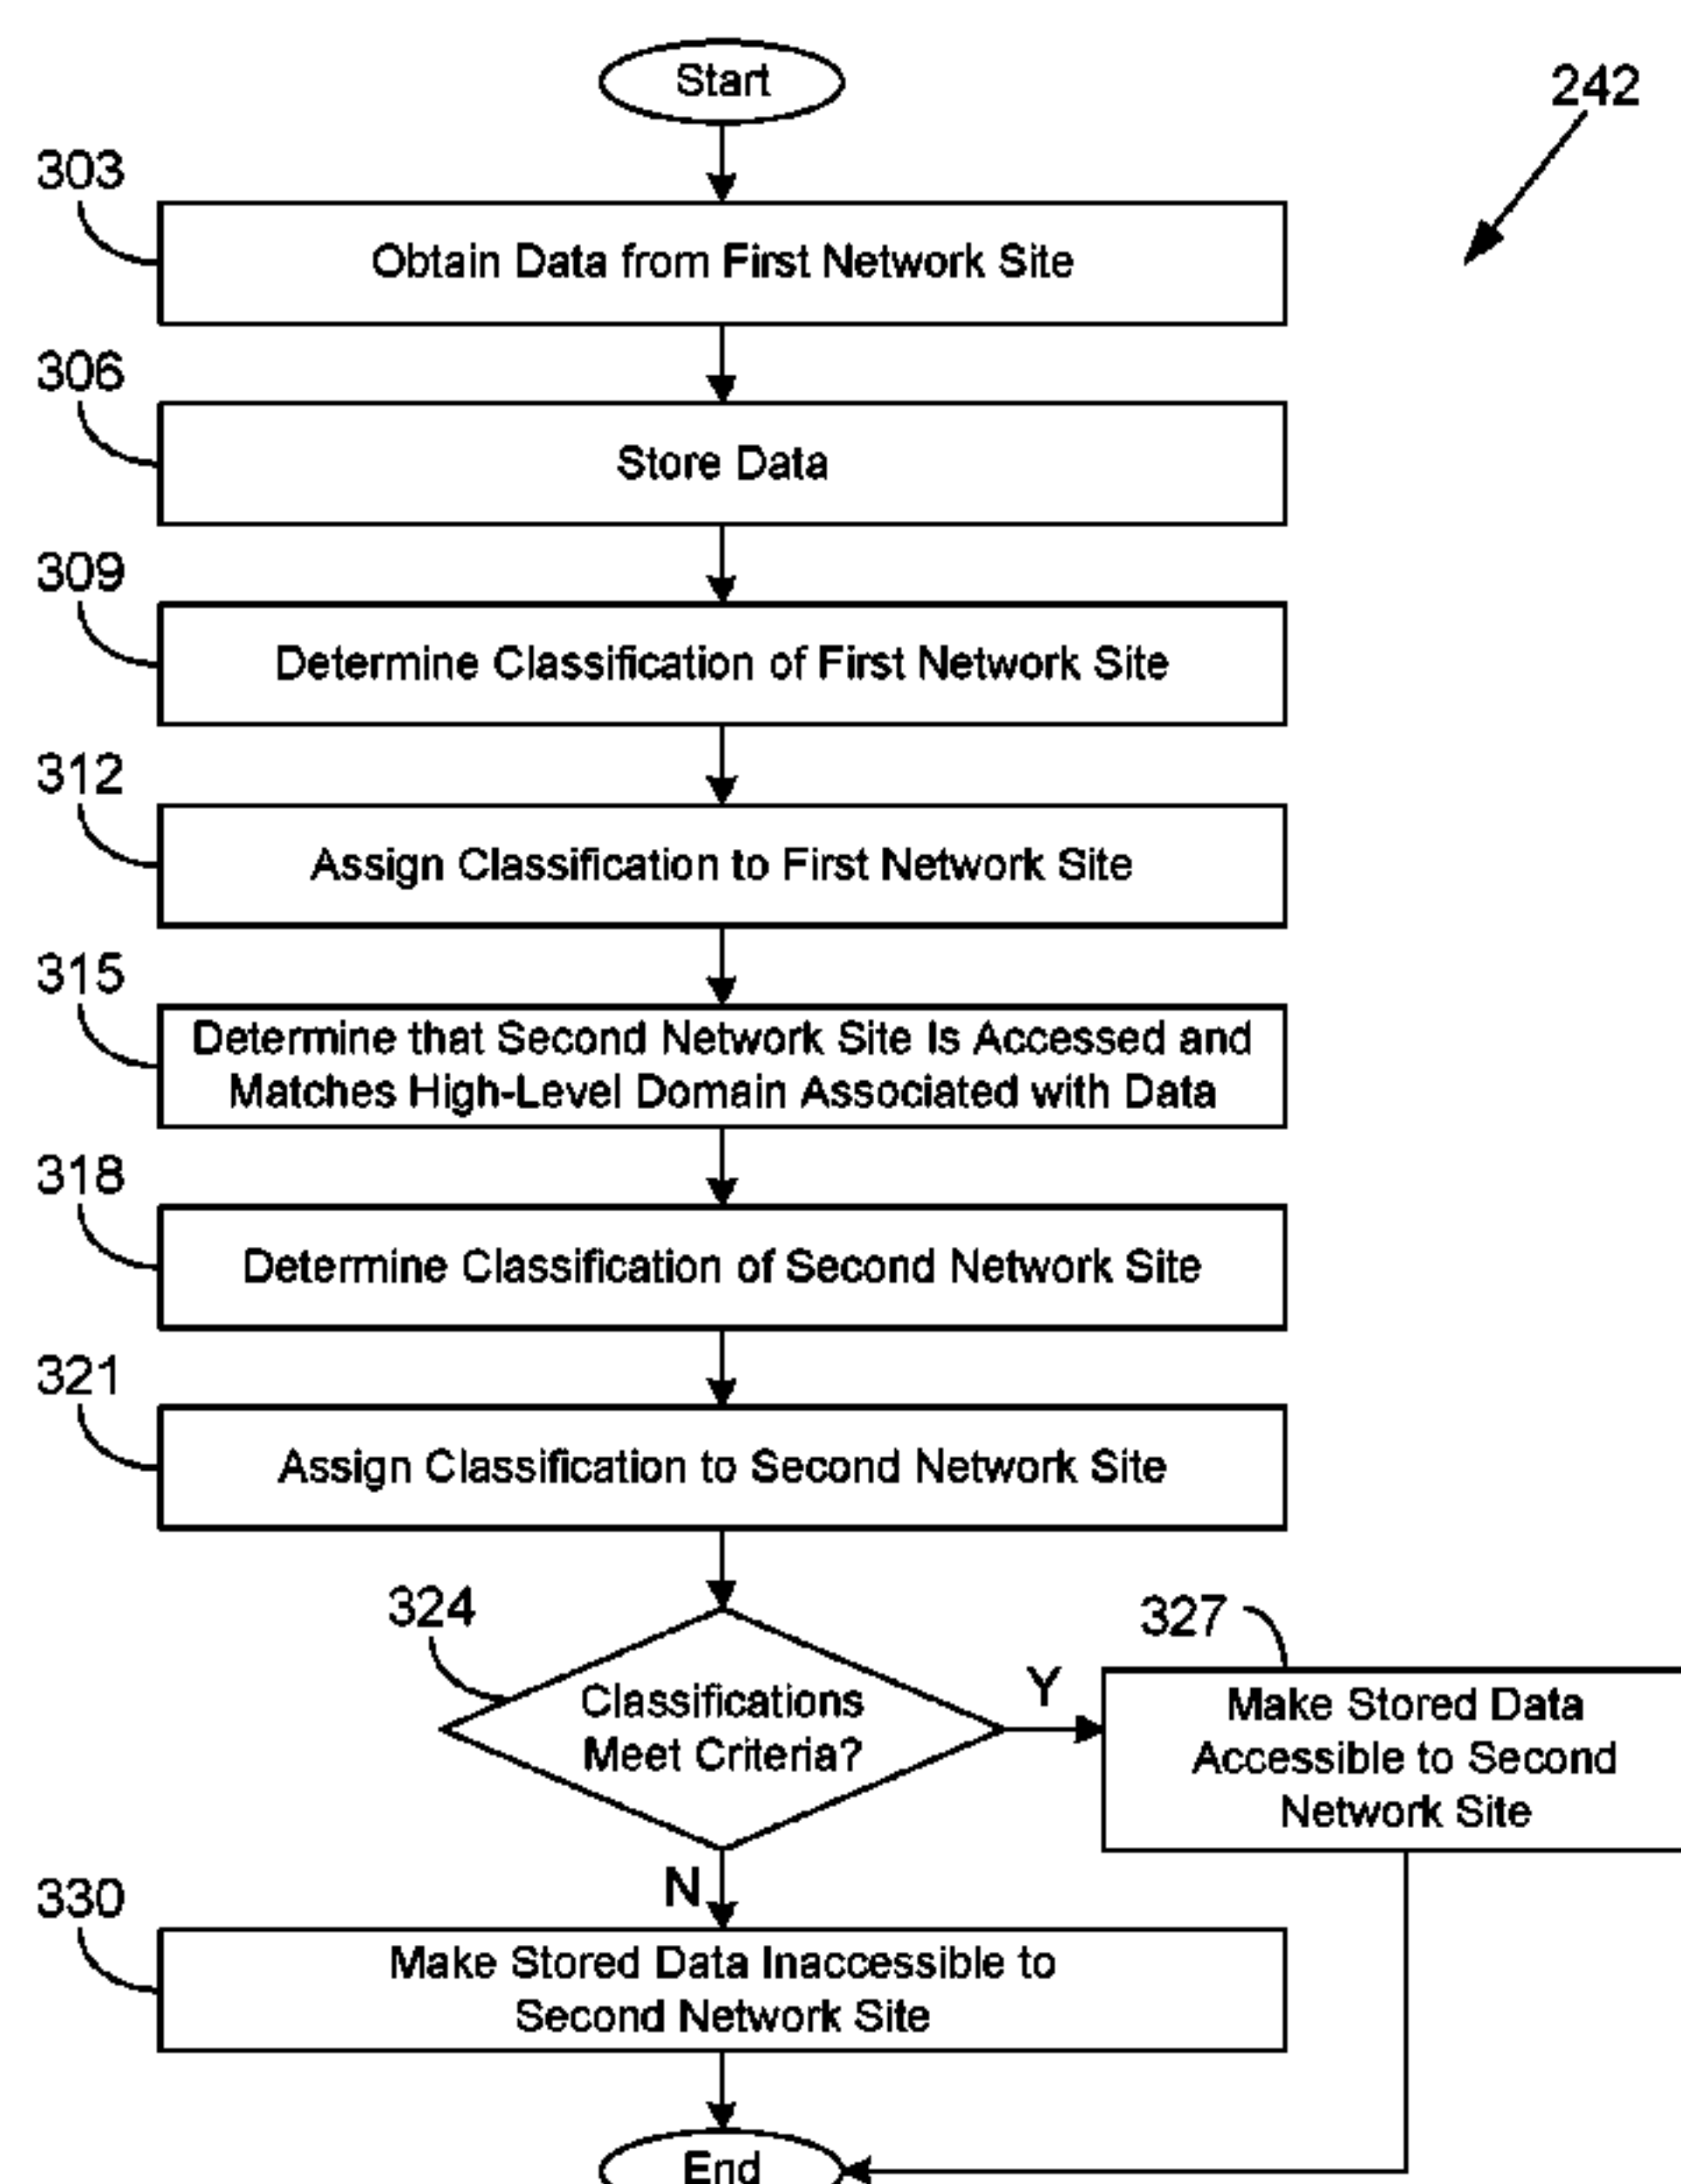 Start
242
303
Obtain Data from First Network Site
306
Store Data
309
Determine Classification of First Network Site
312
Assign Classification to First Network Site
315
Determine that Second Network Site Is Accessed and
Matches High-Level Domain Associated with Data
318
Determine Classification of Second Network Site
321
Assign Classification to Second Network Site
324
Classifications
Meet Criteria?
Y
327
Make Stored Data
Accessible to Second
Network Site
N
330
Make Stored Data Inaccessible to
Second Network Site
End